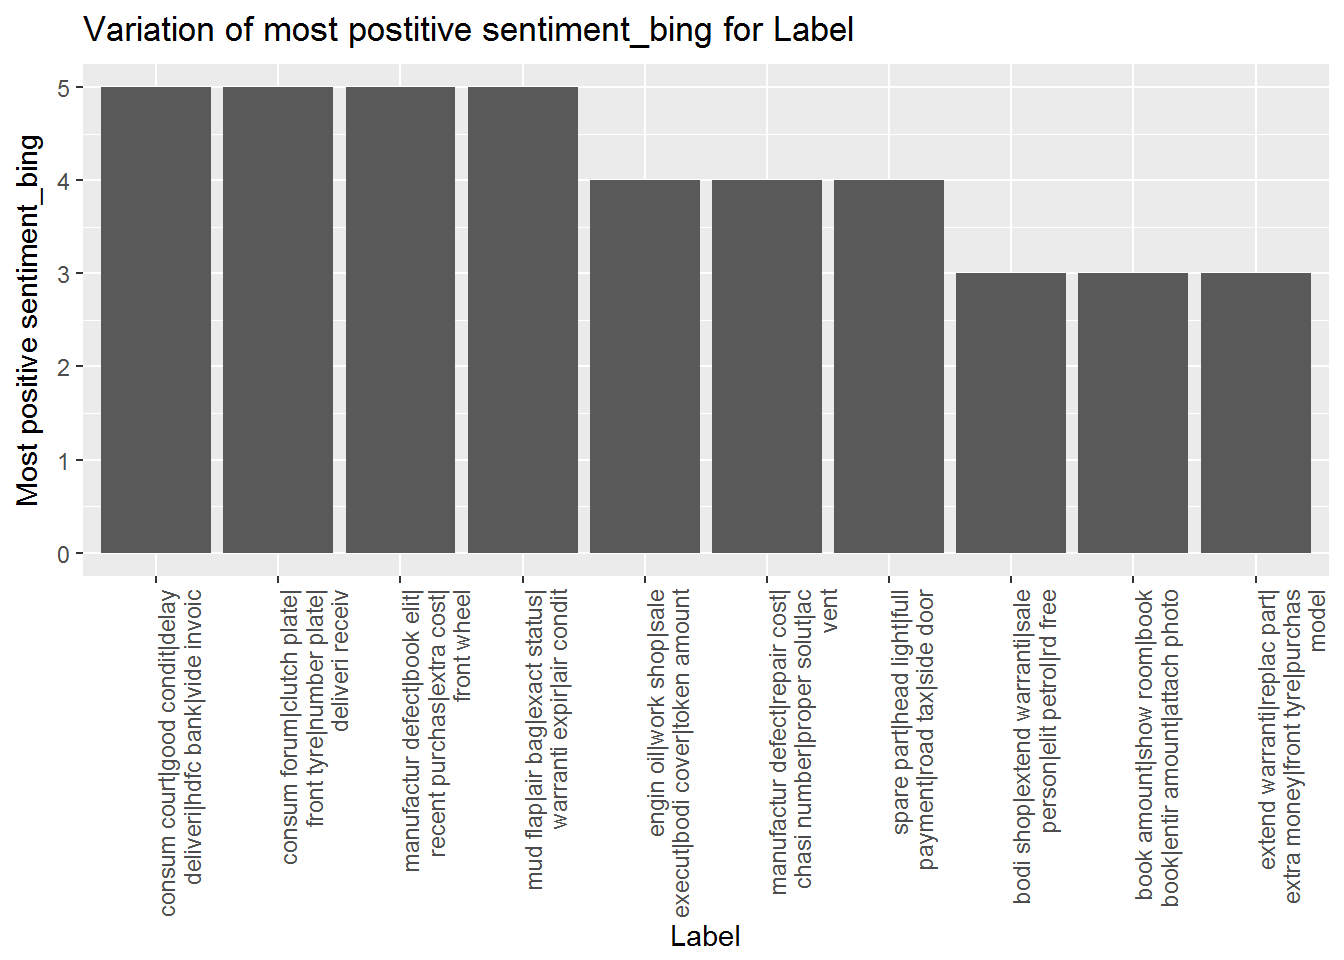 Variation of most postitive sentiment_bing for Label
Most positive sentiment_bing
5
4
3
2
1
0
consum court|good condit|delay
deliveri|hdfc bank|vide invoic
consum forum|clutch plate|
front tyre|number plate|
deliveri receiv
manufactur defect|book elit|
recent purchas|extra cost|
front wheel
mud flap|air bag|exact status|
warranti expir|air condit
engin oil|work shop|sale
execut|bodi cover|token amount
manufactur defect|repair cost|
chasi number|proper solut|ac
vent
spare part|head light|full
payment|road tax|side door
bodi shop|extend warranti|sale
person|elit petrol|rd free
book amount|show room|book
book|entir amount|attach photo
extend warranti|replac part|
extra money|front tyre|purchas
model
Label